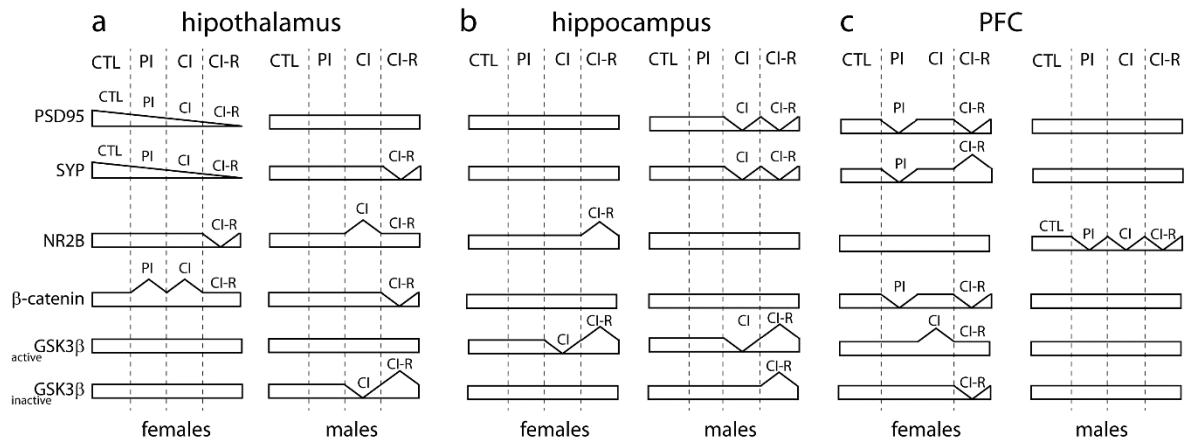 a hipothalamus b hippocampus c PFC
CTL PI CI CI-R CTL PI CI CI-R CTL PI CI CI-R CTL PI CI CI-R CTL PI CI CI-R CTL PI CI CI-R
PSD95 CTL PI CI CI-R CI CI-R PI CI-R
SYP CTL PI CI CI-R CI-R CI CI-R PI CI-R
NR2B CI-R CI CI-R CI-R CTL PI CI CI-R
β-catenin PI CI CI-R CI-R PI CI-R
GSK3β active CI CI-R CI CI-R CI CI-R
GSK3β inactive CI CI-R CI-R CI-R
females males females males females males